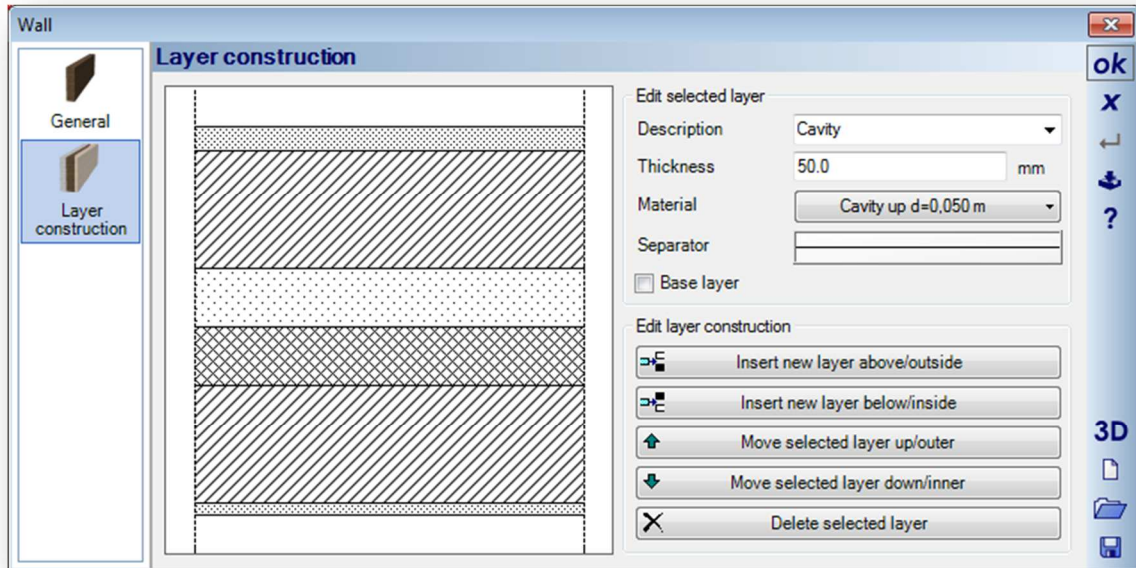 Wall
General
Layer
construction
Layer construction
Edit selected layer
Description Cavity
Thickness 50.0 mm
Material Cavity up d=0,050 m
Separator
Base layer
Edit layer construction
Insert new layer above/outside
Insert new layer below/inside
Move selected layer up/outer
Move selected layer down/inner
Delete selected layer
ok
x
?
3D